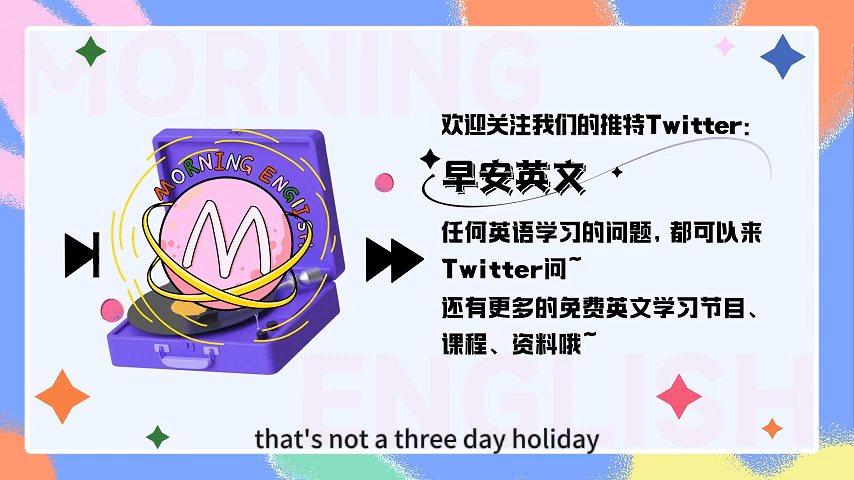 MORNING
MORNING ENGLISH
M
欢迎关注我们的推特Twitter:
早安英文
任何英语学习的问题, 都可以来
Twitter问~
还有更多的免费英文学习节目、
课程、资料哦~
ENGLISH
that's not a three day holiday